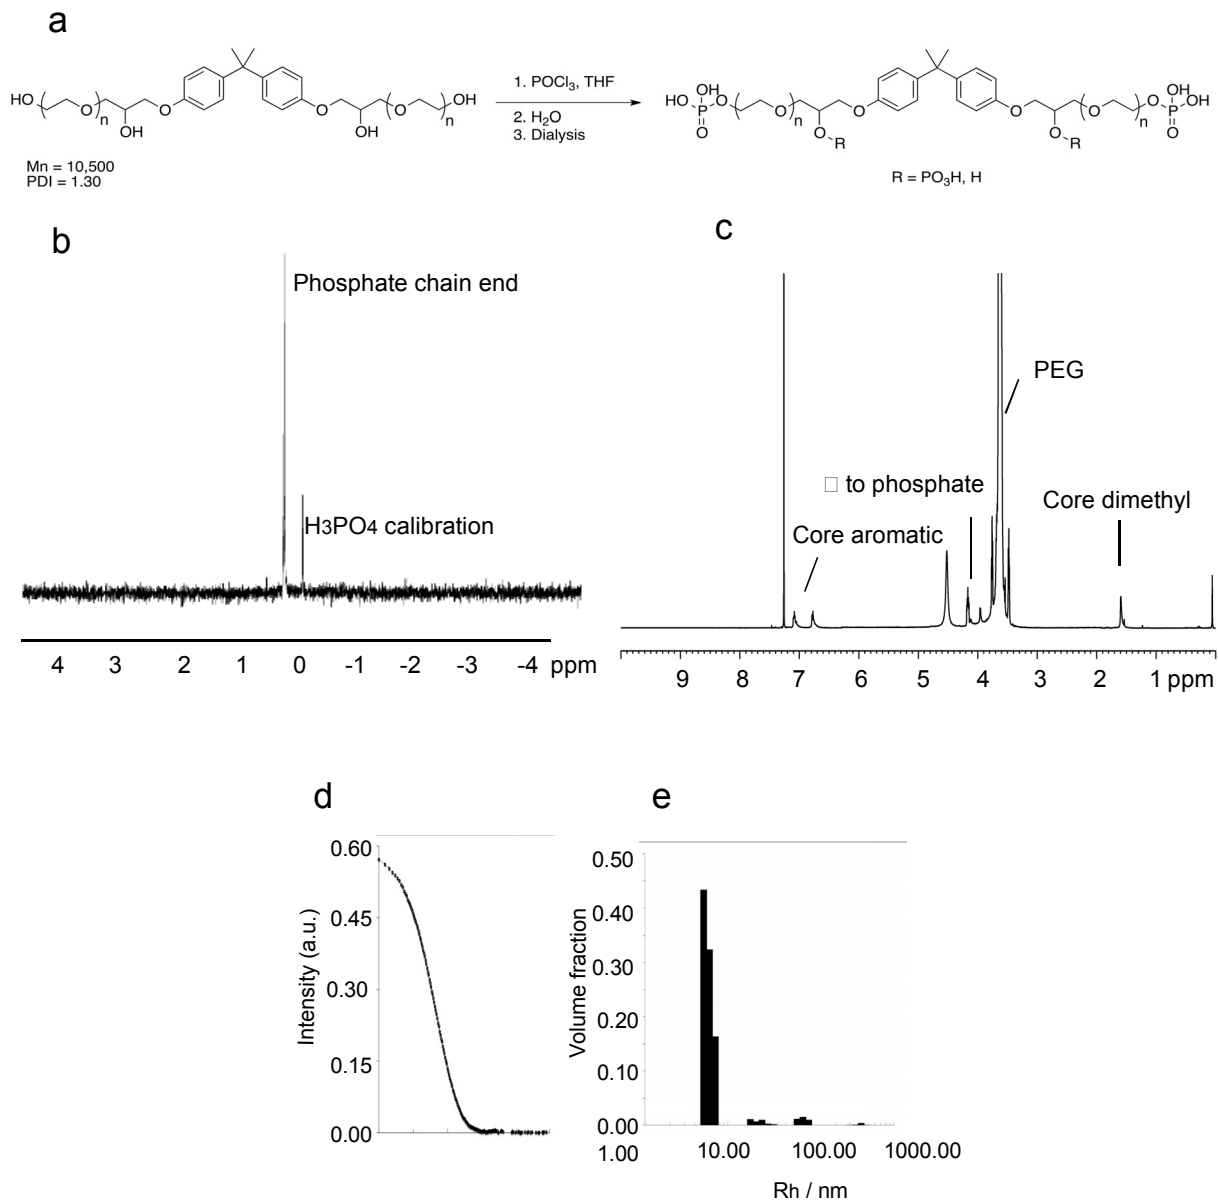 a
1. POCl3, THF
2. H2O
3. Dialysis
HO
O
n
OH
O
O
OH
O
n
OH
OH
HO
P
O
O
O
n
O
R
O
O
O
R
O
n
O
P
OH
OH
O
Mn = 10,500
PDI = 1.30
R = PO3H, H
b
Phosphate chain end
H3PO4 calibration
4 3 2 1 0 -1 -2 -3 -4 ppm
c
PEG
□ to phosphate
Core dimethyl
Core aromatic
9 8 7 6 5 4 3 2 1 ppm
d
0.60
0.45
0.30
0.15
0.00
Intensity (a.u.)
e
0.50
0.40
0.30
0.20
0.10
0.00
Volume fraction
1.00 10.00 100.00 1000.00
Rh / nm